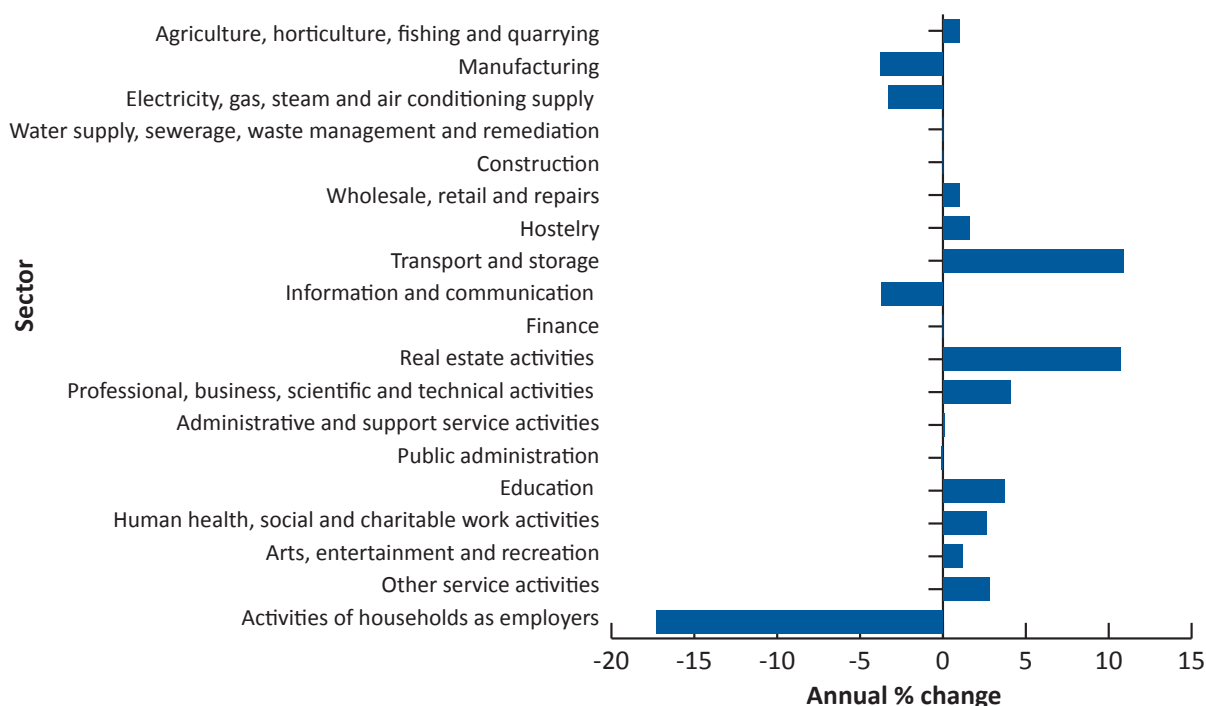 Agriculture, horticulture, fishing and quarrying
Manufacturing
Electricity, gas, steam and air conditioning supply
Water supply, sewerage, waste management and remediation
Construction
Wholesale, retail and repairs
Hostelry
Transport and storage
Information and communication
Finance
Real estate activities
Professional, business, scientific and technical activities
Administrative and support service activities
Public administration
Education
Human health, social and charitable work activities
Arts, entertainment and recreation
Other service activities
Activities of households as employers
Sector
-20 -15 -10 -5 0 5 10 15
Annual % change